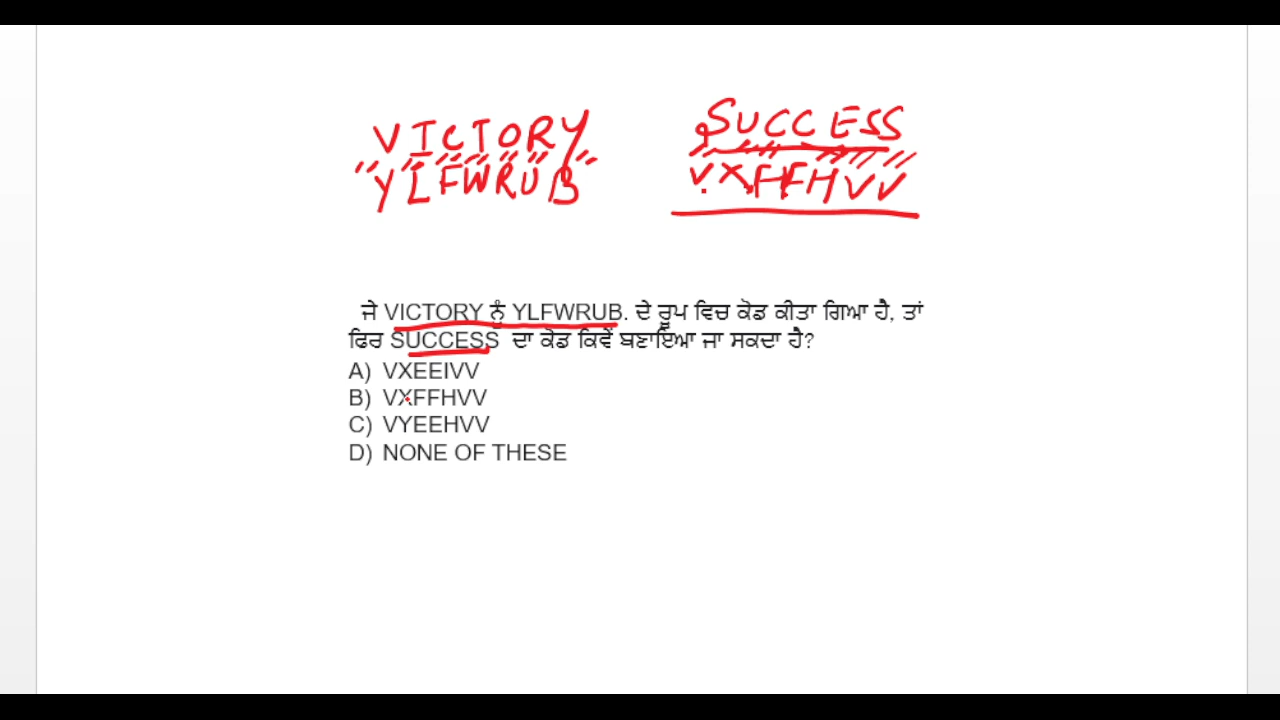 VICTORY SUCCESS
YLFWRUB VXFFHVV
ਜੇ VICTORY ਨੂੰ YLFWRUB. ਦੇ ਰੂਪ ਵਿਚ ਕੋਡ ਕੀਤਾ ਗਿਆ ਹੈ, ਤਾਂ
ਫਿਰ SUCCESS ਦਾ ਕੋਡ ਕਿਵੇਂ ਬਣਾਇਆ ਜਾ ਸਕਦਾ ਹੈ?
A) VXEEIVV
B) VXFFHVV
C) VYEEHVV
D) NONE OF THESE